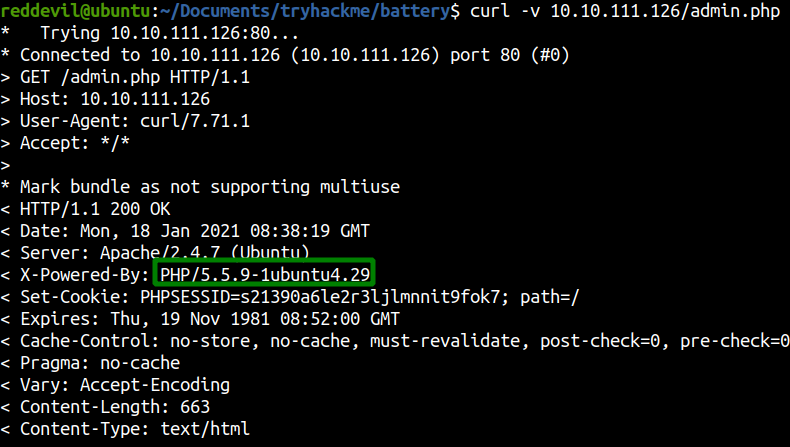 reddevil@ubuntu:~/Documents/tryhackme/battery$ curl -v 10.10.111.126/admin.php
*   Trying 10.10.111.126:80...
* Connected to 10.10.111.126 (10.10.111.126) port 80 (#0)
> GET /admin.php HTTP/1.1
> Host: 10.10.111.126
> User-Agent: curl/7.71.1
> Accept: */*
>
* Mark bundle as not supporting multiuse
< HTTP/1.1 200 OK
< Date: Mon, 18 Jan 2021 08:38:19 GMT
< Server: Apache/2.4.7 (Ubuntu)
< X-Powered-By: PHP/5.5.9-1ubuntu4.29
< Set-Cookie: PHPSESSID=s21390a6le2r3ljlmnnit9fok7; path=/
< Expires: Thu, 19 Nov 1981 08:52:00 GMT
< Cache-Control: no-store, no-cache, must-revalidate, post-check=0, pre-check=0
< Pragma: no-cache
< Vary: Accept-Encoding
< Content-Length: 663
< Content-Type: text/html